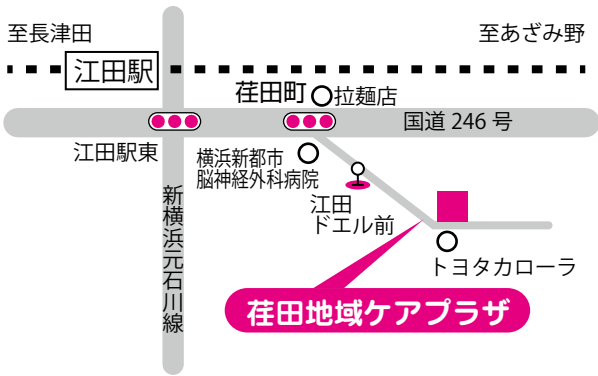 至長津田
至あざみ野
江田駅
荏田町
拉麺店
国道 246 号
江田駅東
横浜新都市
脳神経外科病院
江田
ドエル前
新横浜元石川線
トヨタカローラ
荏田地域ケアプラザ